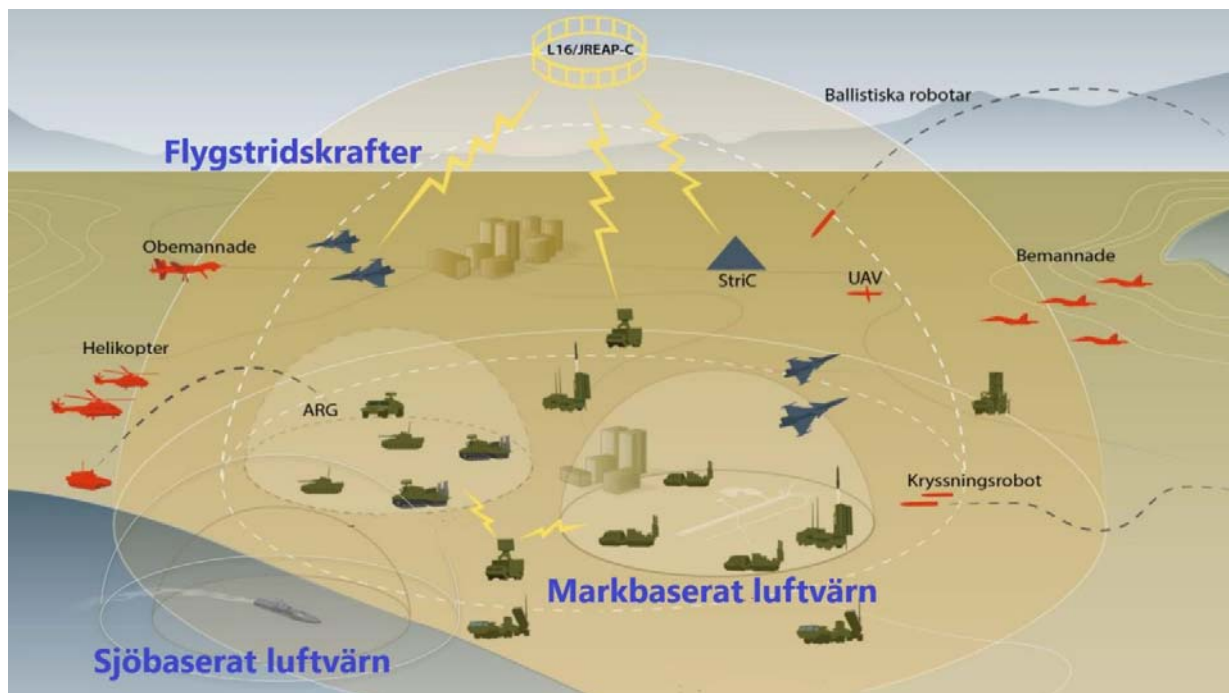 L16/JREAP-C
Ballistiska robotar
Flygstridskrafter
Obemannade
Bemannade
StriC
UAV
Helikopter
ARG
Kryssningsrobot
Markbaserat luftvärn
Sjöbaserat luftvärn